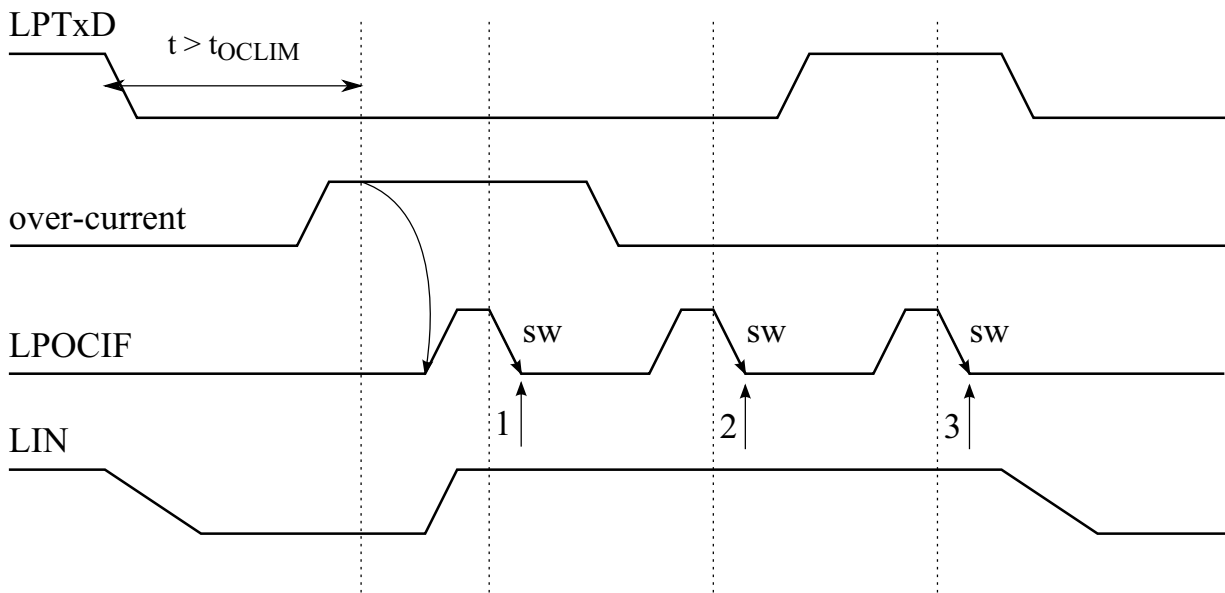 LPTxD
t > tOCLIM
over-current
LPOCIF
sw
sw
sw
1
2
3
LIN